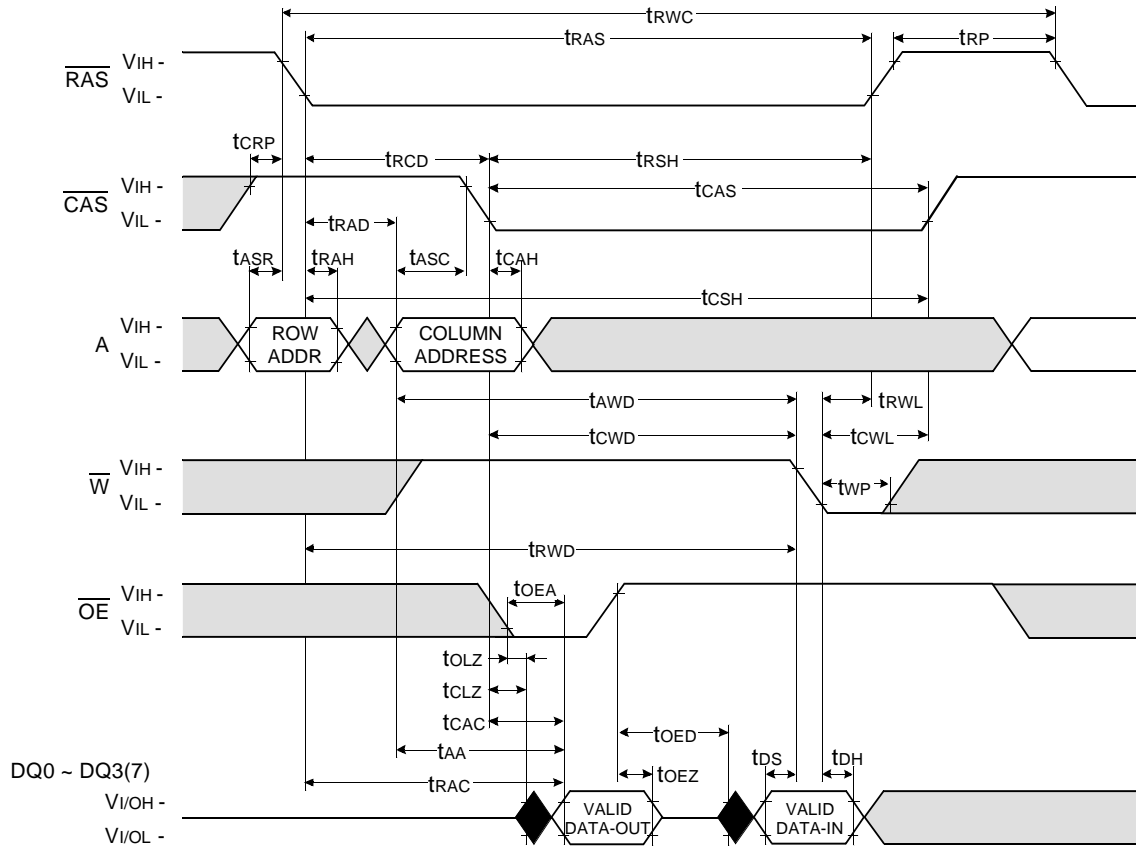 tRWC
tRAS
tRP
RAS
VIH -
VIL -
tCRP
tRCD
tRSH
CAS
VIH -
VIL -
tCAS
tRAD
tASR
tRAH
tASC
tCAH
tCSH
A
VIH -
VIL -
ROW
ADDR
COLUMN
ADDRESS
tAWD
tRWL
tCWD
tCWL
W
VIH -
VIL -
tWP
tRWD
OE
VIH -
VIL -
tOEA
tOLZ
tCLZ
tCAC
tOED
tAA
tOEZ
tDS
tDH
DQ0 ~ DQ3(7)
tRAC
VI/OH -
VI/OL -
VALID
DATA-OUT
VALID
DATA-IN